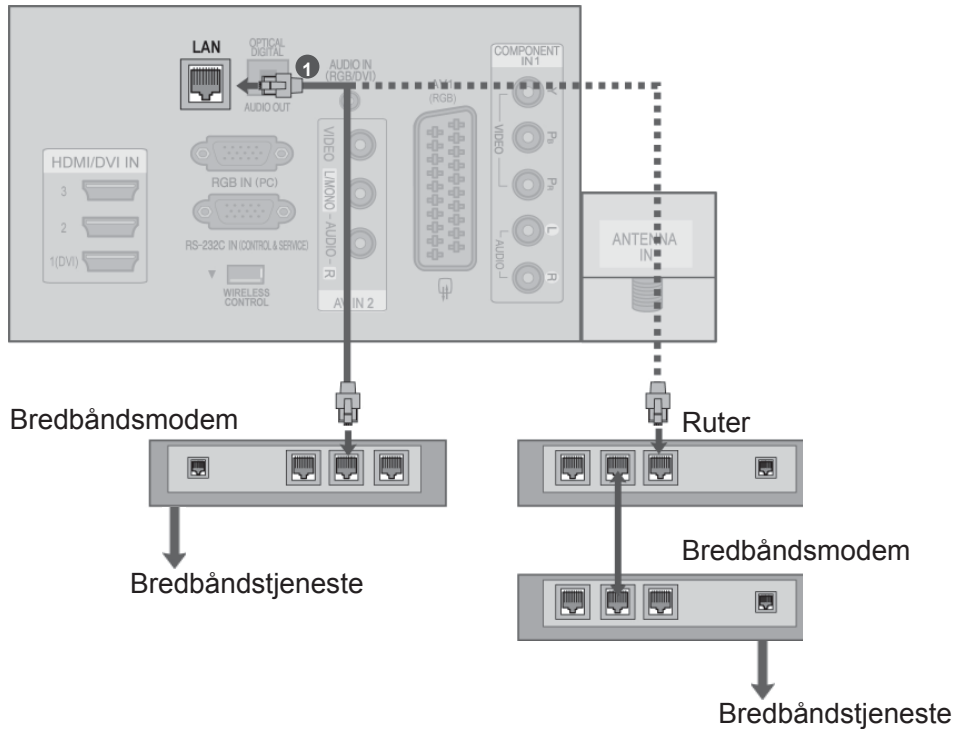 LAN
OPTICAL
DIGITAL
AUDIO OUT
1
AUDIO IN
(RGB/DVI)
AV 1
(RGB)
COMPONENT
IN 1
Y
PB
PR
VIDEO
L
R
AUDIO
HDMI/DVI IN
3
2
1(DVI)
RGB IN (PC)
RS-232C IN (CONTROL & SERVICE)
WIRELESS
CONTROL
VIDEO
L/MONO - AUDIO - R
AV IN 2
ANTENNA
IN
Bredbåndsmodem
Ruter
Bredbåndstjeneste
Bredbåndsmodem
Bredbåndstjeneste